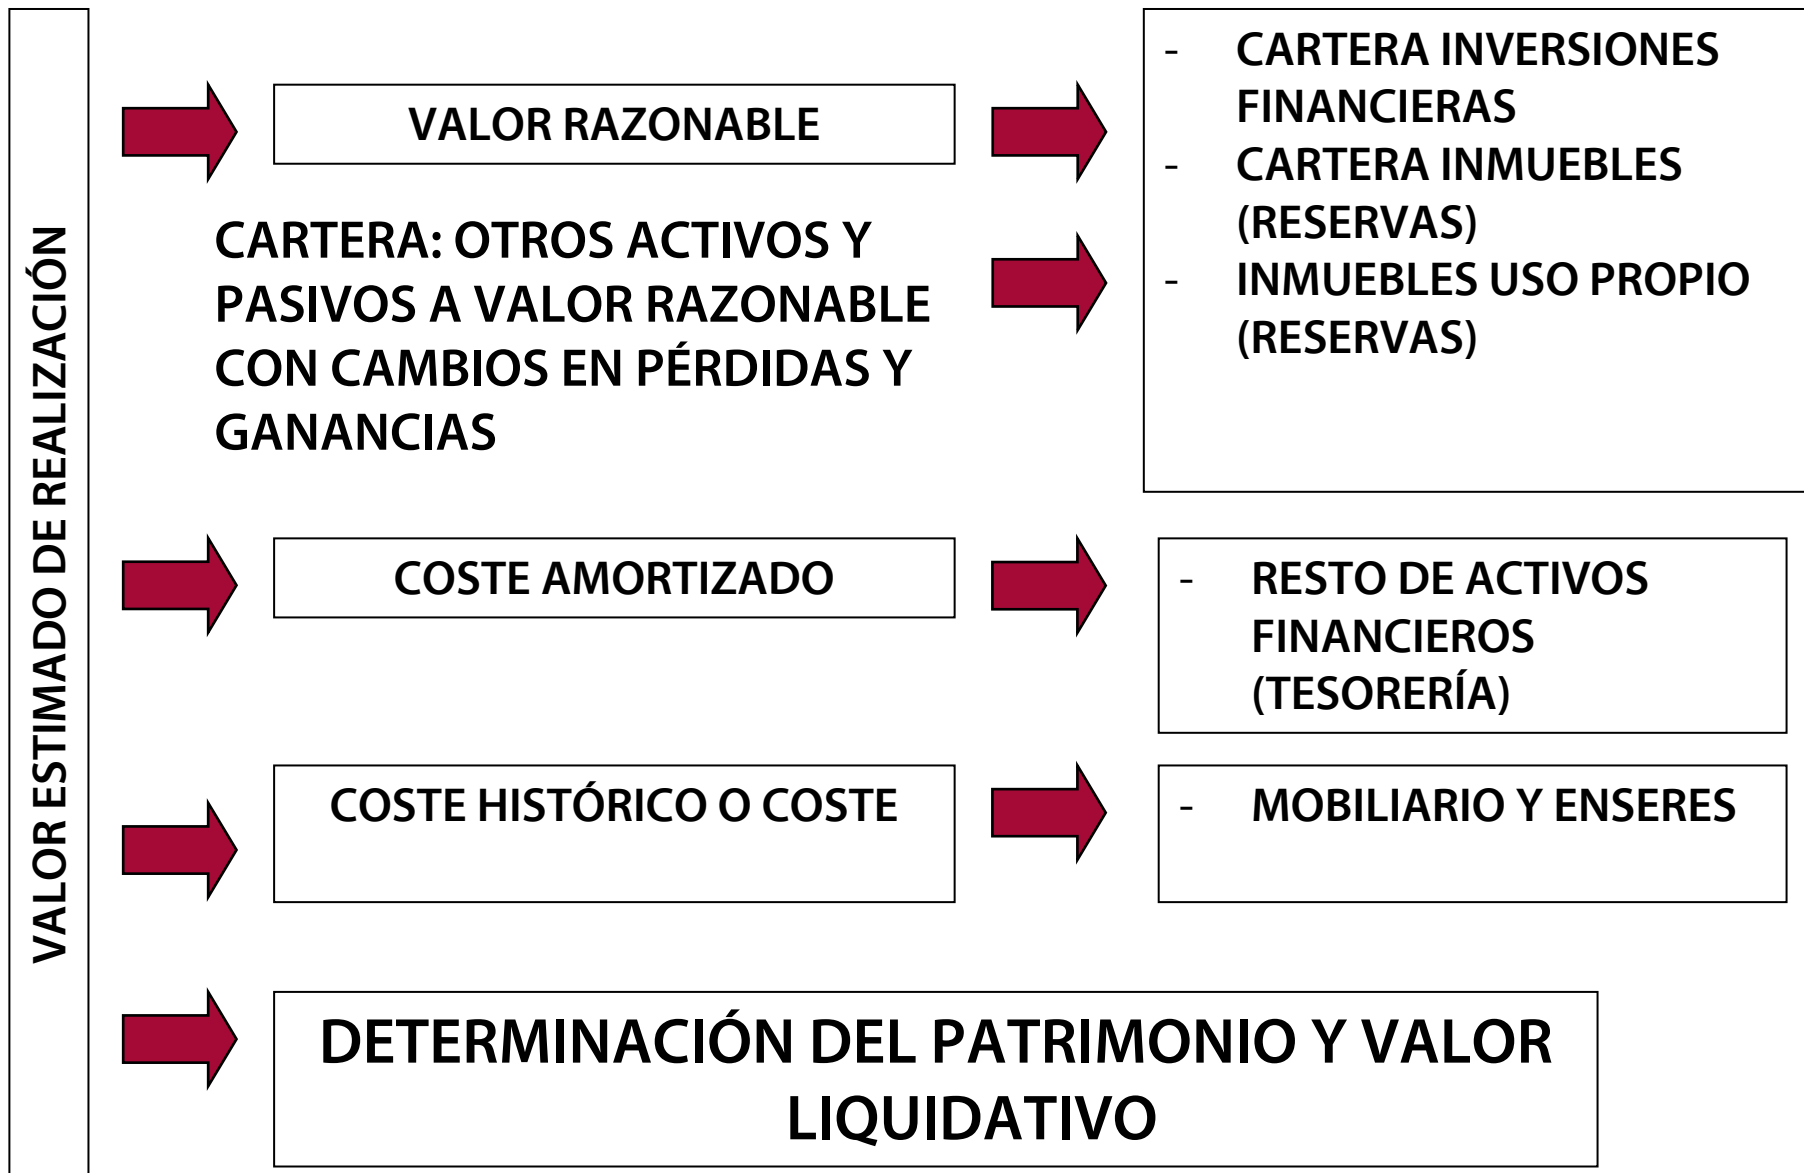 VALOR ESTIMADO DE REALIZACIÓN
VALOR RAZONABLE
- CARTERA INVERSIONES
FINANCIERAS
- CARTERA INMUEBLES
(RESERVAS)
- INMUEBLES USO PROPIO
(RESERVAS)
CARTERA: OTROS ACTIVOS Y
PASIVOS A VALOR RAZONABLE
CON CAMBIOS EN PÉRDIDAS Y
GANANCIAS
COSTE AMORTIZADO
- RESTO DE ACTIVOS
FINANCIEROS
(TESORERÍA)
COSTE HISTÓRICO O COSTE
- MOBILIARIO Y ENSERES
DETERMINACIÓN DEL PATRIMONIO Y VALOR
LIQUIDATIVO